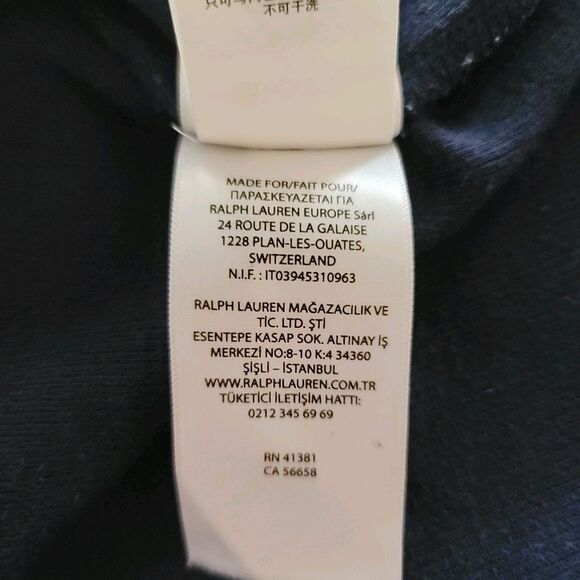 不可干洗
MADE FOR/FAIT POUR/
ΠΑΡΑΣΚΕΥΑΖΕΤΑΙ ΓΙΑ
RALPH LAUREN EUROPE Sárl
24 ROUTE DE LA GALAISE
1228 PLAN-LES-OUATES,
SWITZERLAND
N.I.F. : IT03945310963
RALPH LAUREN MAĞAZACILIK VE
TİC. LTD. ŞTİ
ESENTEPE KASAP SOK. ALTINAY İŞ
MERKEZİ NO:8-10 K:4 34360
ŞİŞLİ – İSTANBUL
WWW.RALPHLAUREN.COM.TR
TÜKETİCİ İLETİŞİM HATTI:
0212 345 69 69
RN 41381
CA 56658